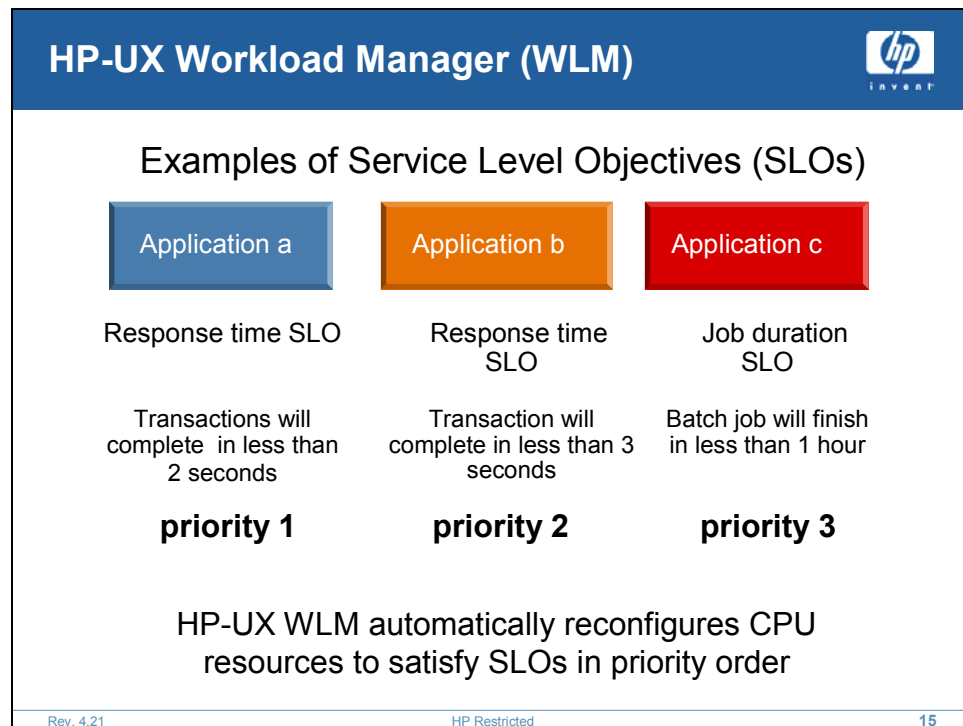 HP-UX Workload Manager (WLM)
hp
invent
Examples of Service Level Objectives (SLOs)
Application a
Application b
Application c
Response time SLO
Response time
SLO
Job duration
SLO
Transactions will
complete in less than
2 seconds
Transaction will
complete in less than 3
seconds
Batch job will finish
in less than 1 hour
priority 1
priority 2
priority 3
HP-UX WLM automatically reconfigures CPU
resources to satisfy SLOs in priority order
Rev. 4.21
HP Restricted
15